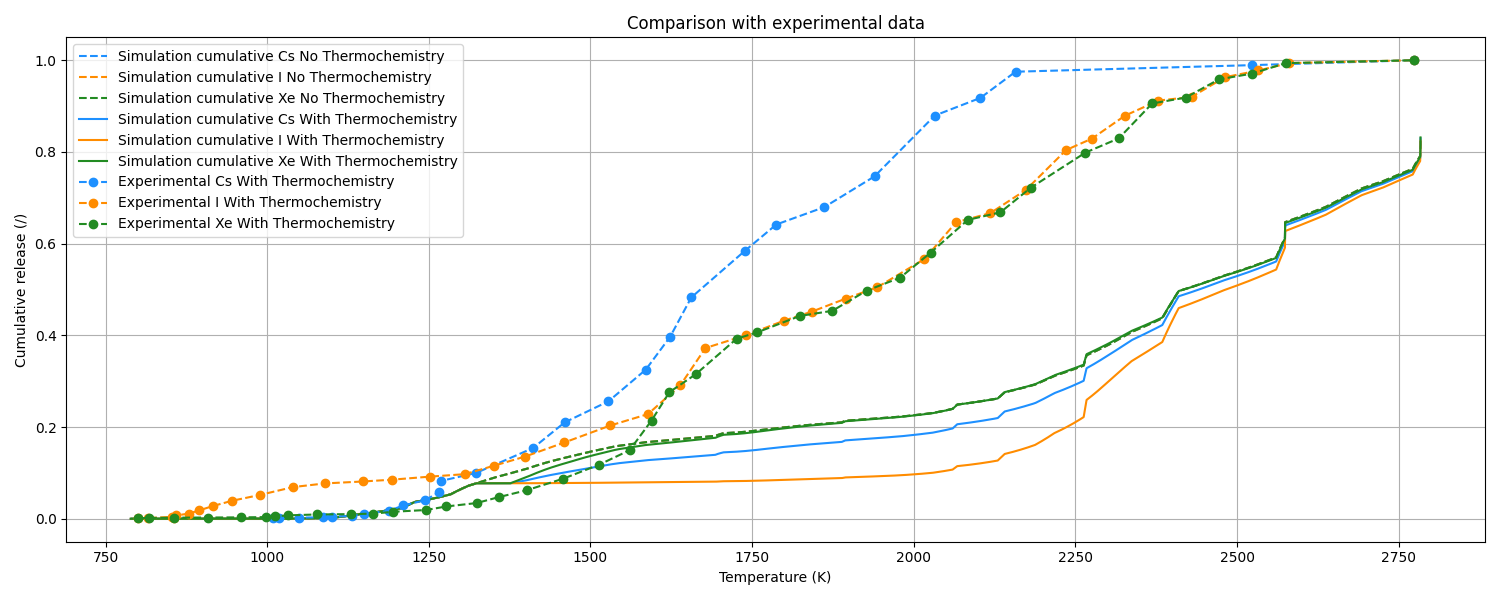 Comparison with experimental data
Simulation cumulative Cs No Thermochemistry
Simulation cumulative I No Thermochemistry
Simulation cumulative Xe No Thermochemistry
Simulation cumulative Cs With Thermochemistry
Simulation cumulative I With Thermochemistry
Simulation cumulative Xe With Thermochemistry
Experimental Cs With Thermochemistry
Experimental I With Thermochemistry
Experimental Xe With Thermochemistry
Cumulative release (/)
1.0
0.8
0.6
0.4
0.2
0.0
750 1000 1250 1500 1750 2000 2250 2500 2750
Temperature (K)